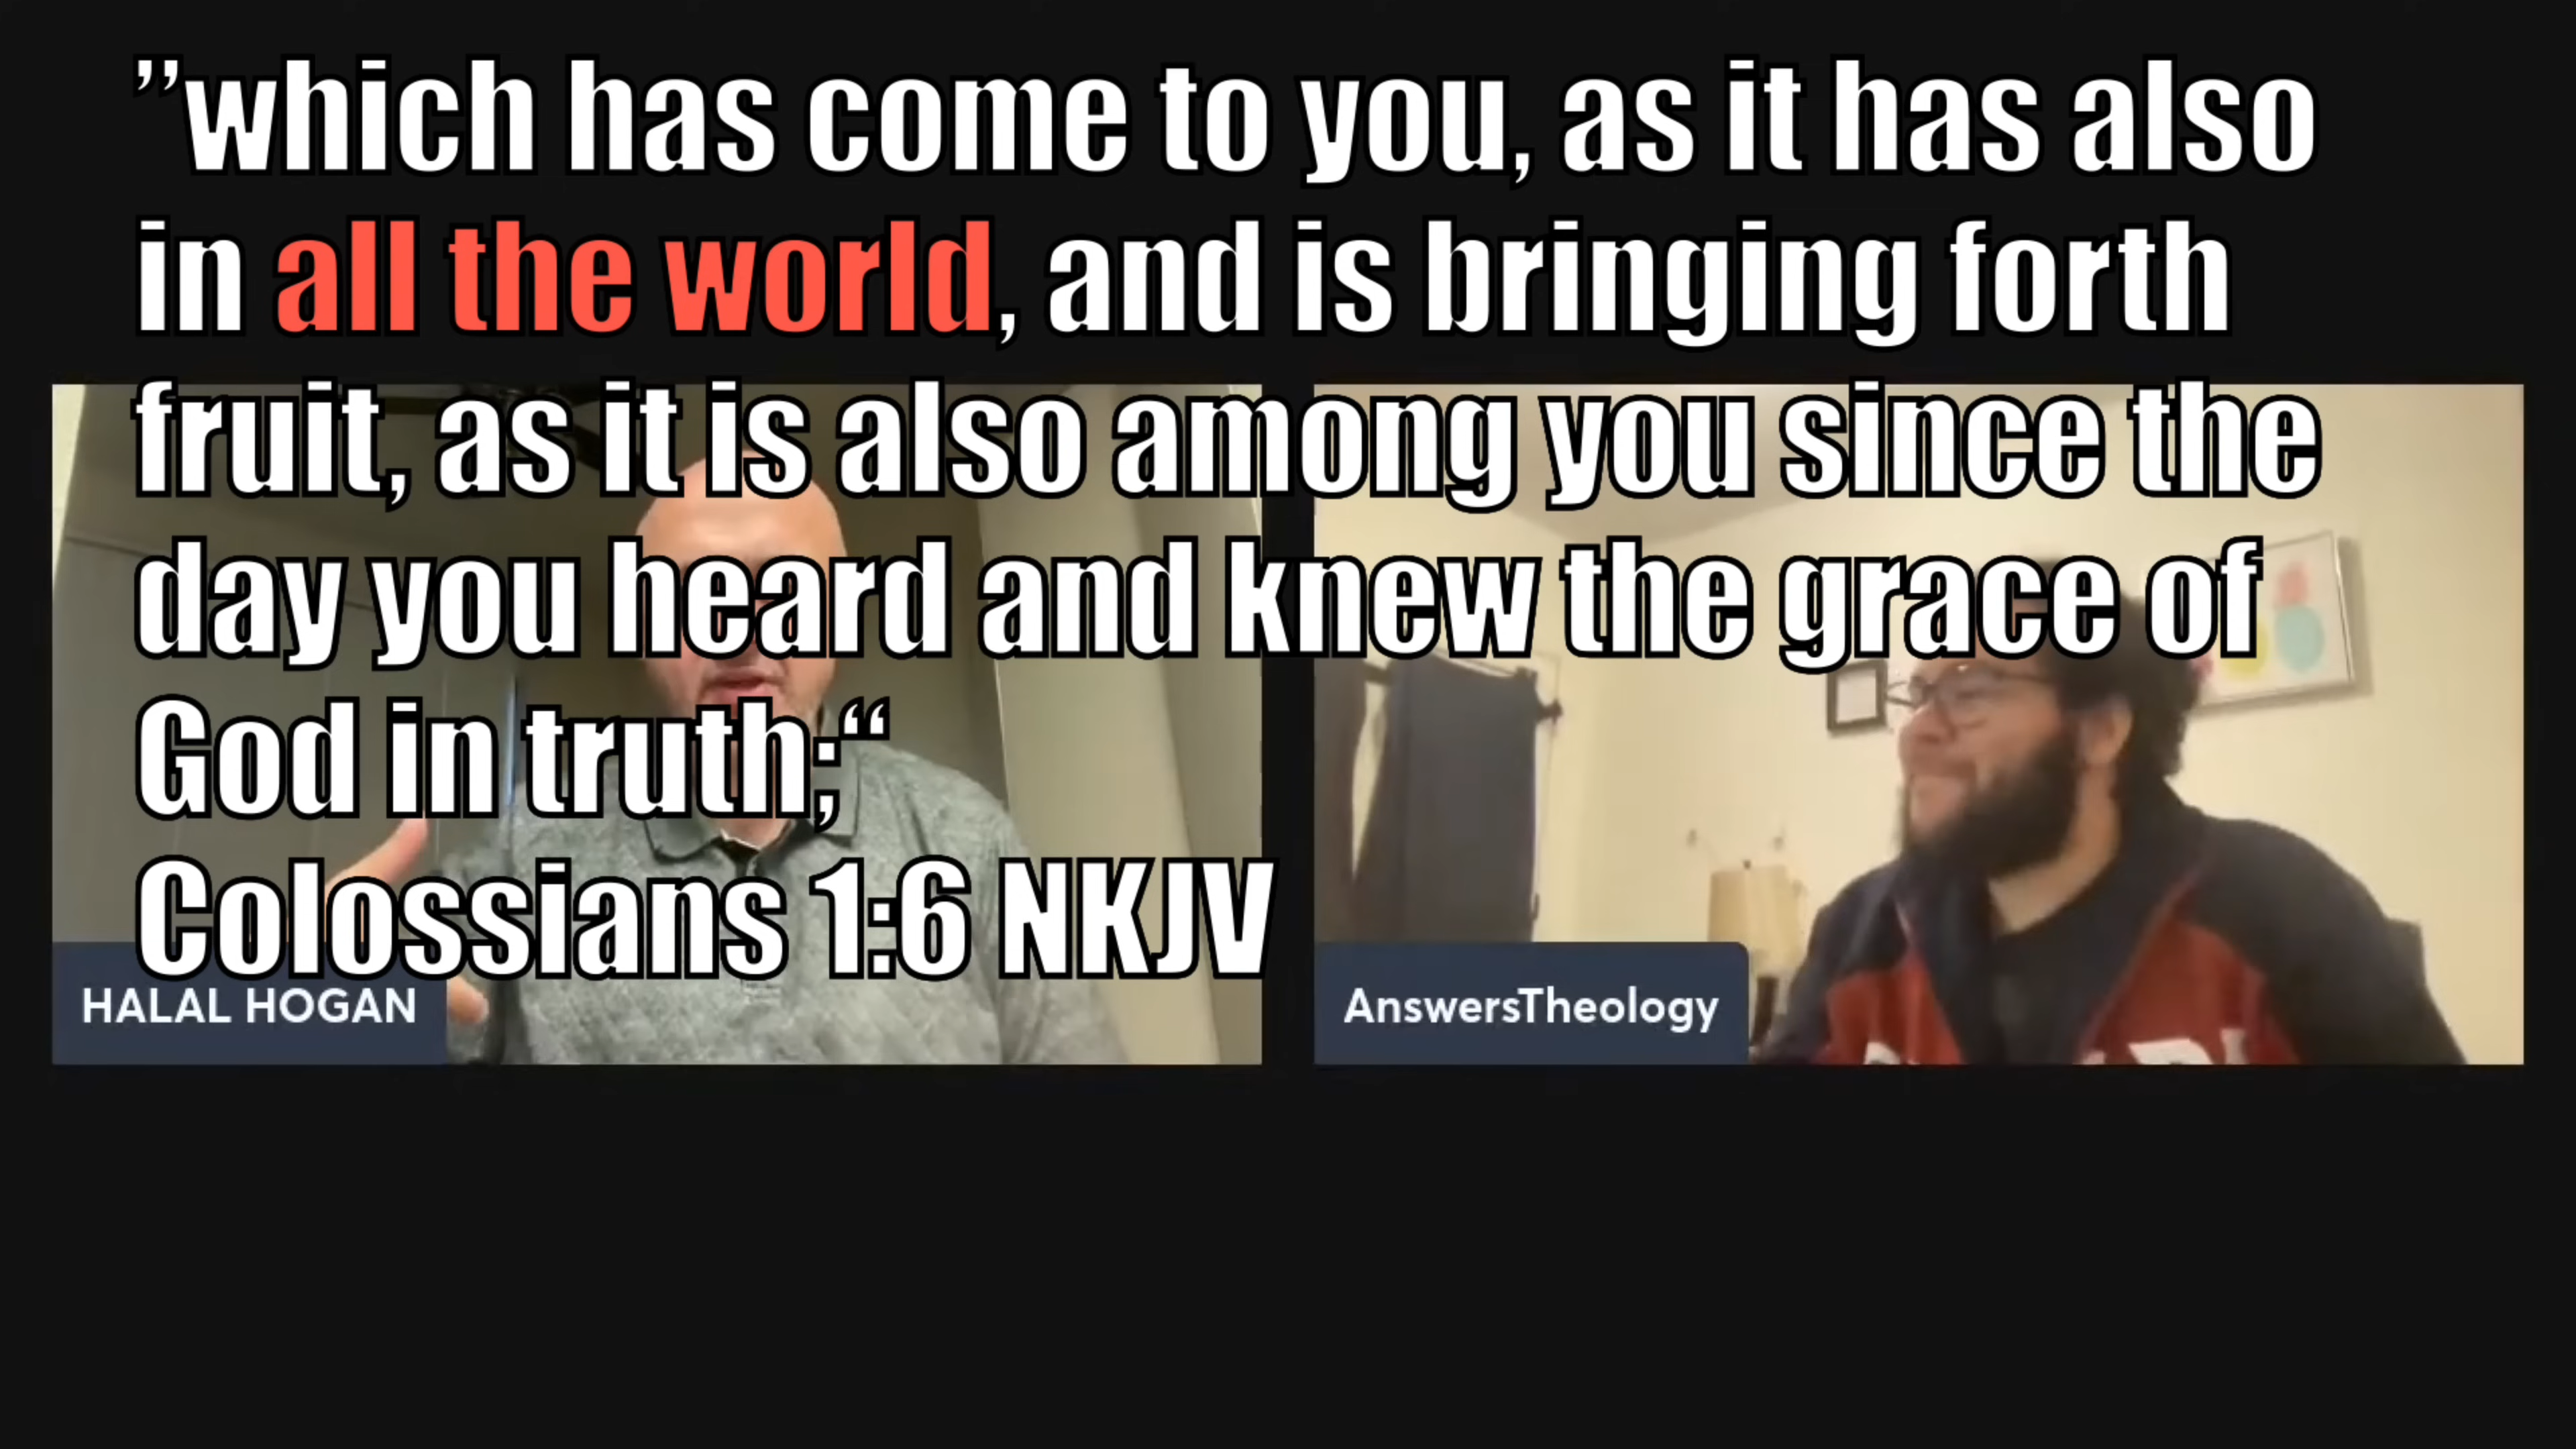 ”which has come to you, as it has also
in all the world, and is bringing forth
fruit, as it is also among you since the
day you heard and knew the grace of
God in truth;“
Colossians 1:6 NKJV
HALAL HOGAN
AnswersTheology